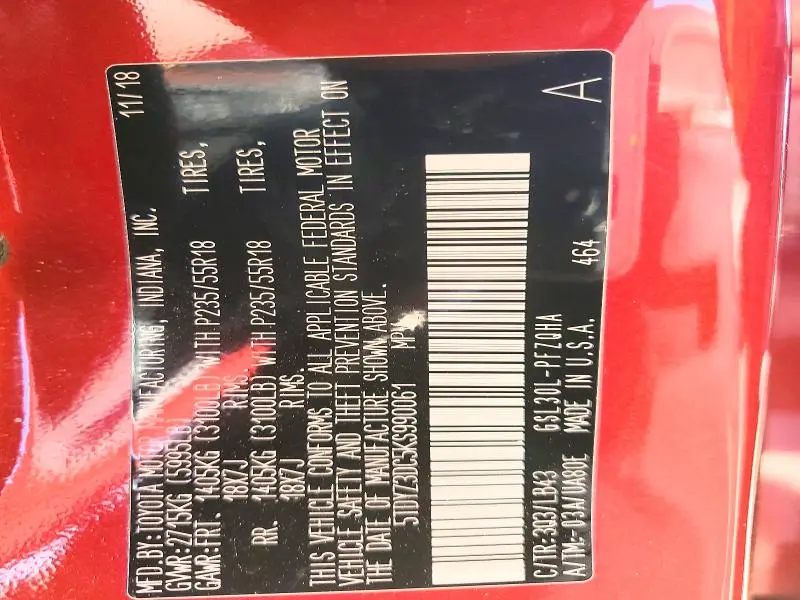 MFD.BY: TOYOTA MOTOR MANUFACTURING, INDIANA, INC. 11/18
GVWR:2715KG (5995LB)
GAWR:FRT. 1405KG (3100LB) WITH P235/55R18 TIRES,
18X7J RIMS.
RR. 1405KG (3100LB) WITH P235/55R18 TIRES,
18X7J RIMS.
THIS VEHICLE CONFORMS TO ALL APPLICABLE FEDERAL MOTOR
VEHICLE SAFETY AND THEFT PREVENTION STANDARDS IN EFFECT ON
THE DATE OF MANUFACTURE SHOWN ABOVE.
5TDYZ3DC5KS990061 MPV
C/TR:3Q3/LB43 GSL30L-PFZQHA A
A/TM:-03A/UA80E MADE IN U.S.A. 464